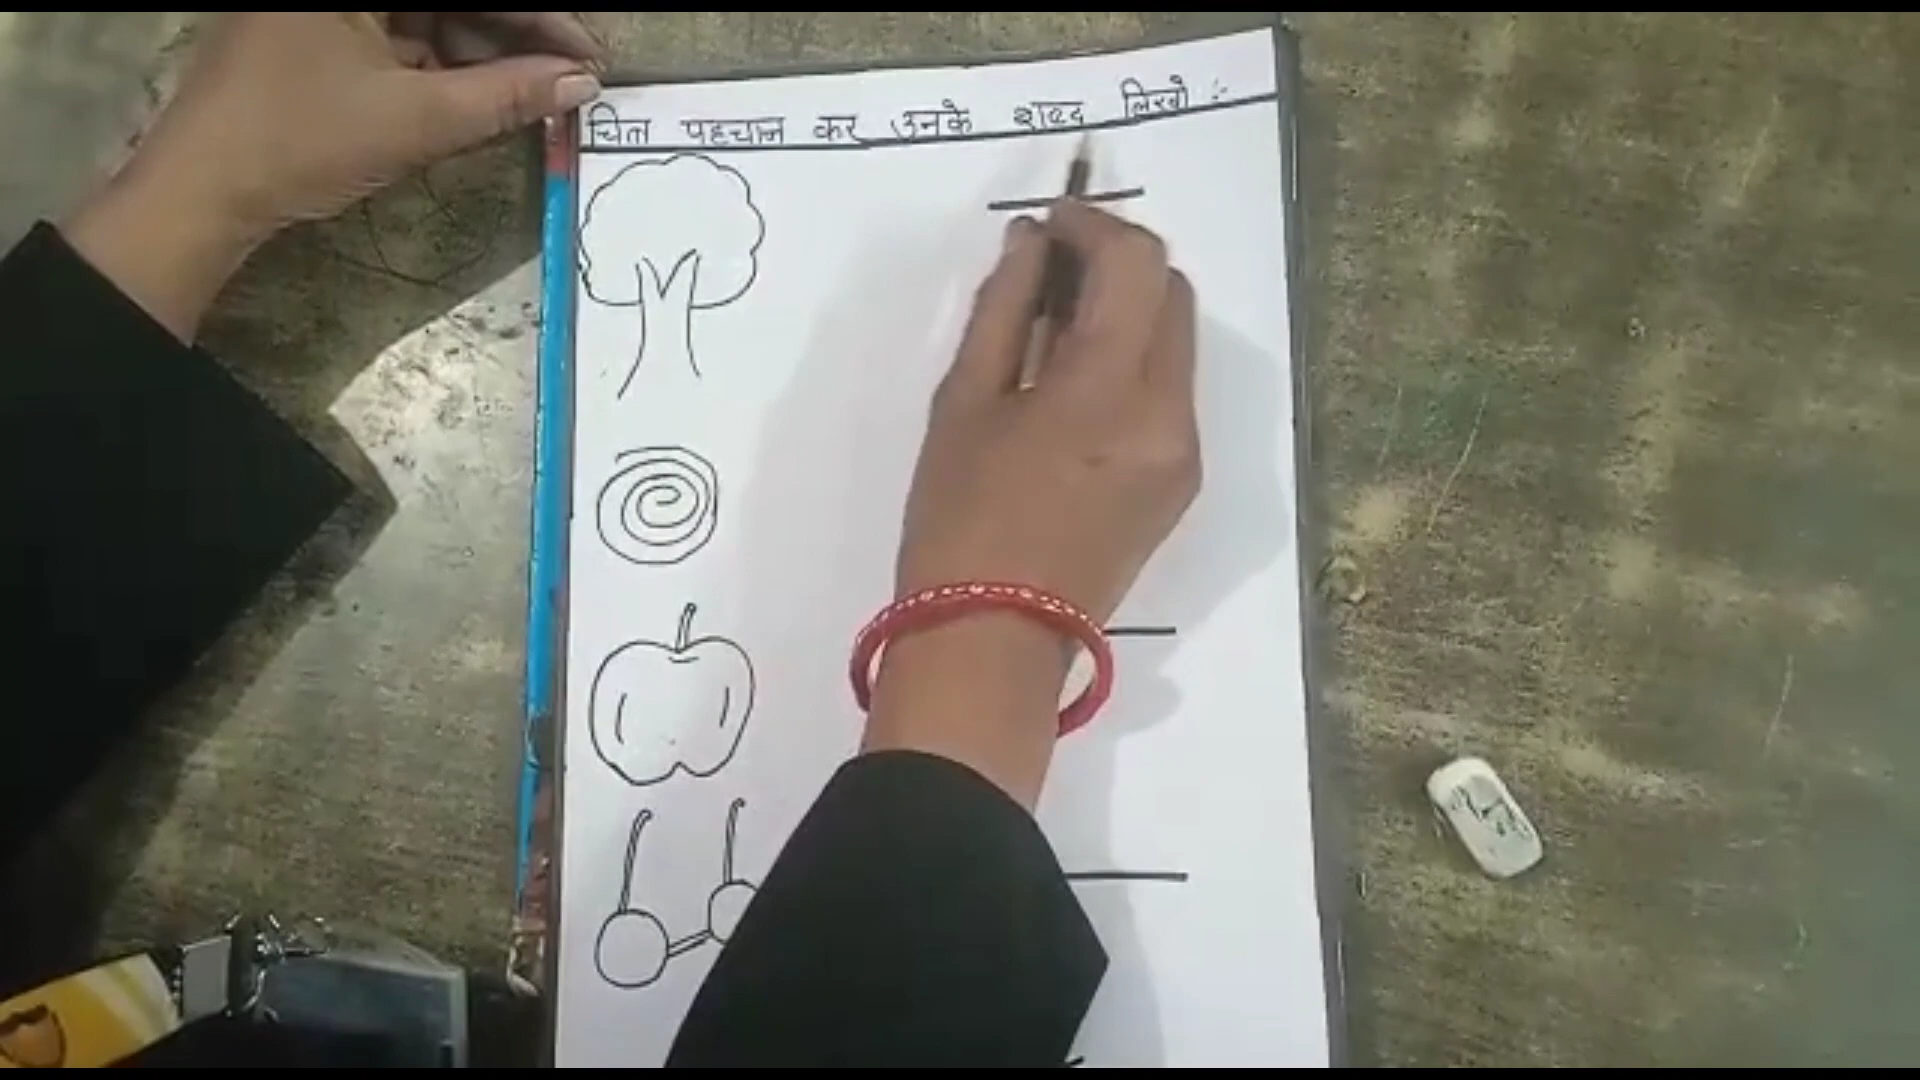 चित्र पहचान कर उनके शब्द लिखो :-